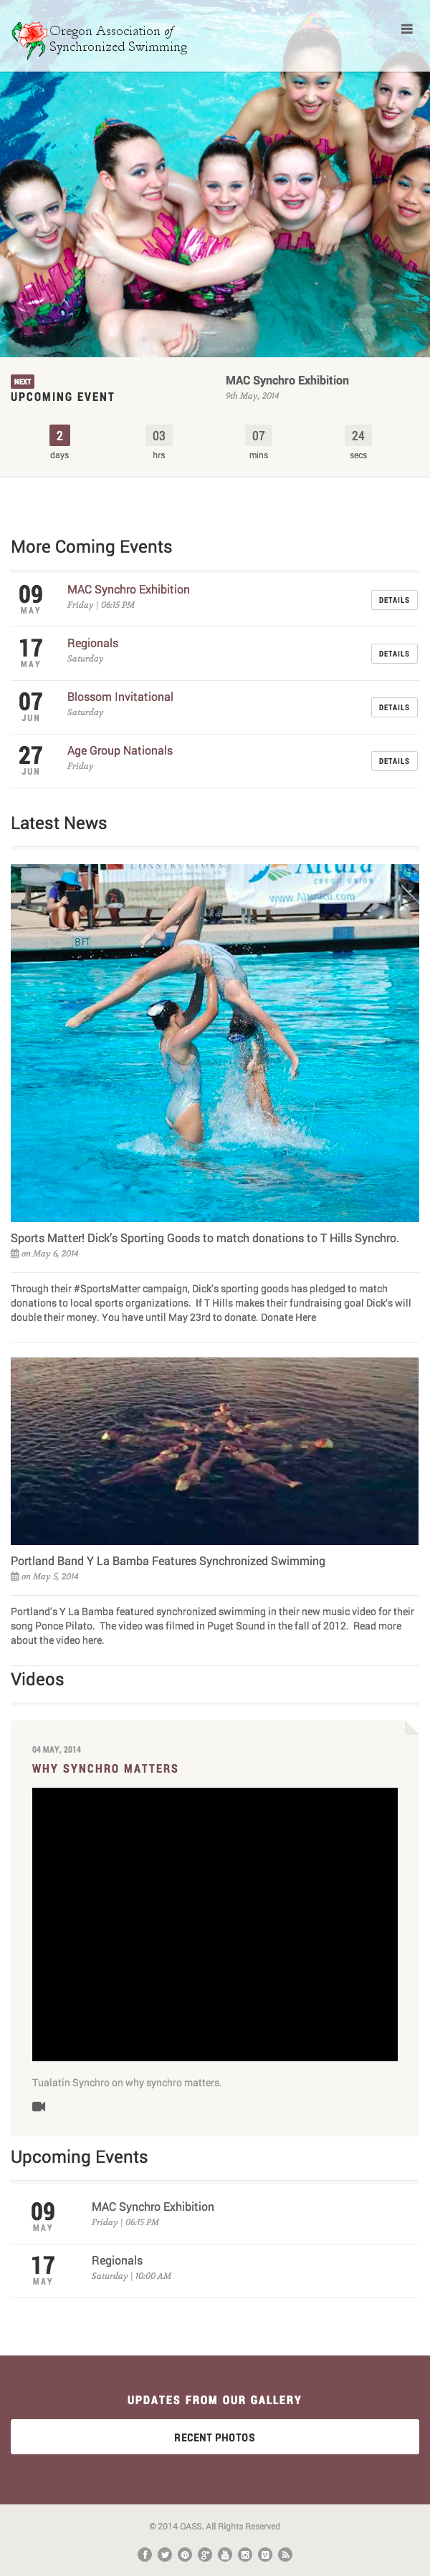 Oregon Association of
Synchronized Swimming
NEXT
UPCOMING EVENT
MAC Synchro Exhibition
9th May, 2014
2
03
07
24
days
hrs
mins
secs
More Coming Events
09
MAY
MAC Synchro Exhibition
Friday | 06:15 PM
DETAILS
17
MAY
Regionals
Saturday
DETAILS
07
JUN
Blossom Invitational
Saturday
DETAILS
27
JUN
Age Group Nationals
Friday
DETAILS
Latest News
Altura
CREDIT UNION
8FT
Sports Matter! Dick's Sporting Goods to match donations to T Hills Synchro.
on May 6, 2014
Through their #SportsMatter campaign, Dick's sporting goods has pledged to match
donations to local sports organizations. If T Hills makes their fundraising goal Dick's will
double their money. You have until May 23rd to donate. Donate Here
Portland Band Y La Bamba Features Synchronized Swimming
on May 5, 2014
Portland's Y La Bamba featured synchronized swimming in their new music video for their
song Ponce Pilato. The video was filmed in Puget Sound in the fall of 2012. Read more
about the video here.
Videos
04 MAY, 2014
WHY SYNCHRO MATTERS
Tualatin Synchro on why synchro matters.
Upcoming Events
09
MAY
MAC Synchro Exhibition
Friday | 06:15 PM
17
MAY
Regionals
Saturday | 10:00 AM
UPDATES FROM OUR GALLERY
RECENT PHOTOS
© 2014 OASS. All Rights Reserved